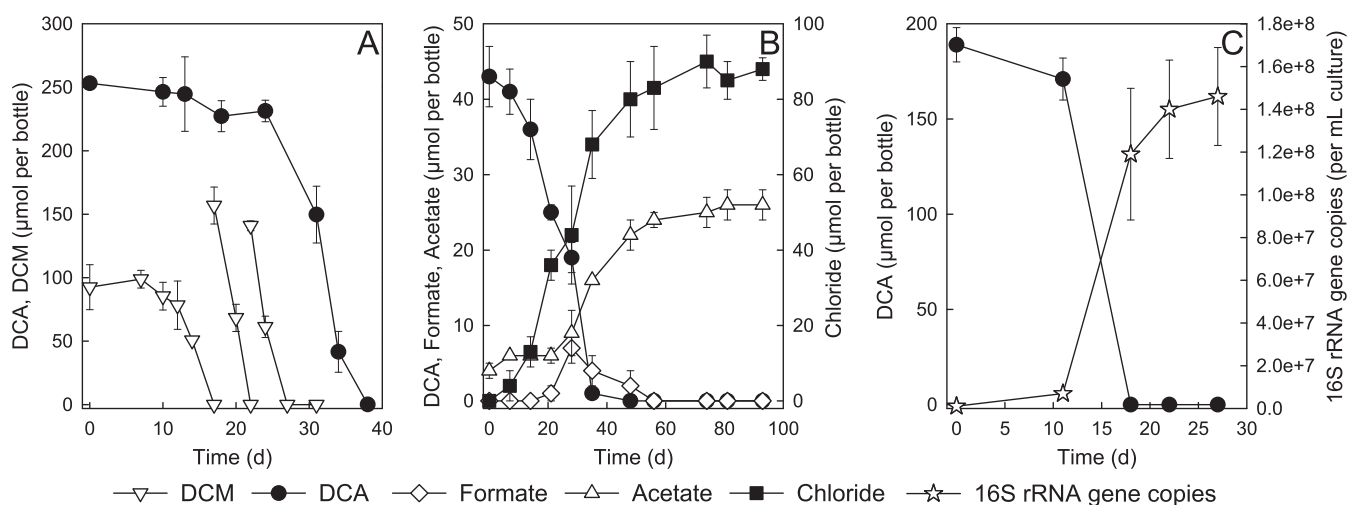 A
DCA, DCM (µmol per bottle)
300
250
200
150
100
50
0
0 10 20 30 40
Time (d)
B
DCA, Formate, Acetate (µmol per bottle)
50
40
30
20
10
0
0 20 40 60 80 100
Time (d)
100
80
60
40
20
0
Chloride (µmol per bottle)
C
DCA (µmol per bottle)
200
150
100
50
0
0 5 10 15 20 25 30
Time (d)
1.8e+8
1.6e+8
1.4e+8
1.2e+8
1.0e+8
8.0e+7
6.0e+7
4.0e+7
2.0e+7
0.0
16S rRNA gene copies (per mL culture)
DCM DCA Formate Acetate Chloride 16S rRNA gene copies